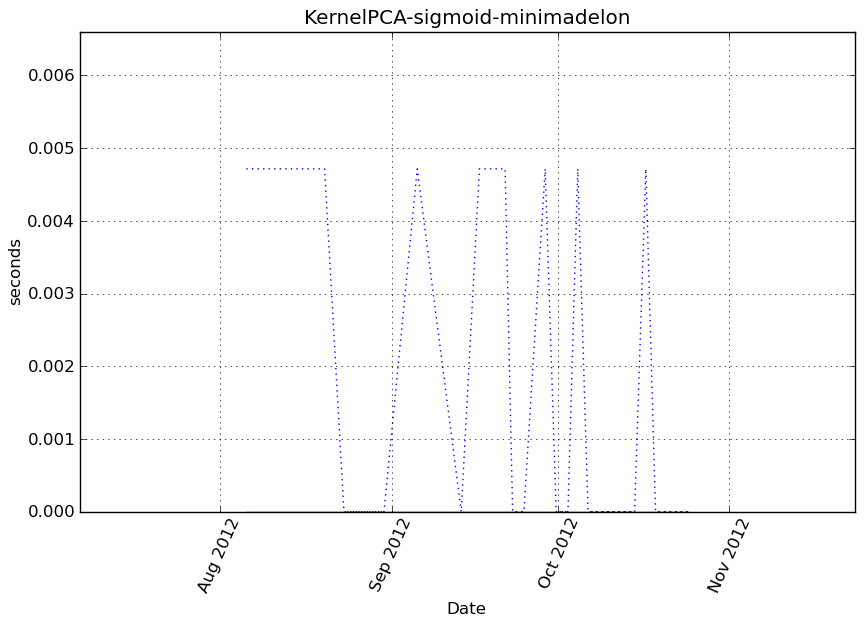 KernelPCA-sigmoid-minimadelon
0.006
0.005
0.004
0.003
0.002
0.001
0.000
seconds
Aug 2012
Sep 2012
Oct 2012
Nov 2012
Date